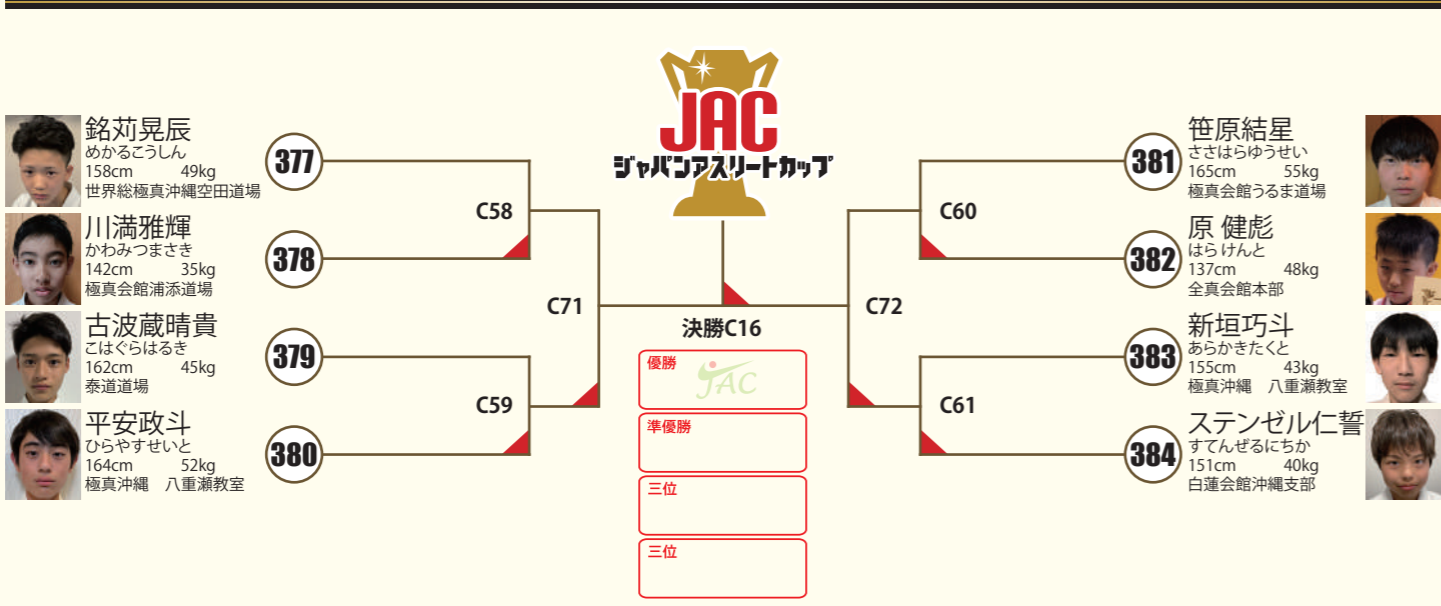 JAC
ジャパンアスリートカップ
銘苅晃辰
めかるこうしん
158cm 49kg
世界総極真沖縄空田道場
377
川満雅輝
かわみつまさき
142cm 35kg
極真会館浦添道場
378
古波蔵晴貴
こはぐらはるき
162cm 45kg
泰道道場
379
平安政斗
ひらやすせいと
164cm 52kg
極真沖縄 八重瀬教室
380
C58
C59
C71
決勝C16
優勝
JAC
準優勝
三位
三位
C72
C60
C61
381
笹原結星
ささはらゆうせい
165cm 55kg
極真会館うるま道場
382
原 健彪
はら けんと
137cm 48kg
全真会館本部
383
新垣巧斗
あらかきたくと
155cm 43kg
極真沖縄 八重瀬教室
384
ステンゼル仁誓
すてんぜるにちか
151cm 40kg
白蓮会館沖縄支部